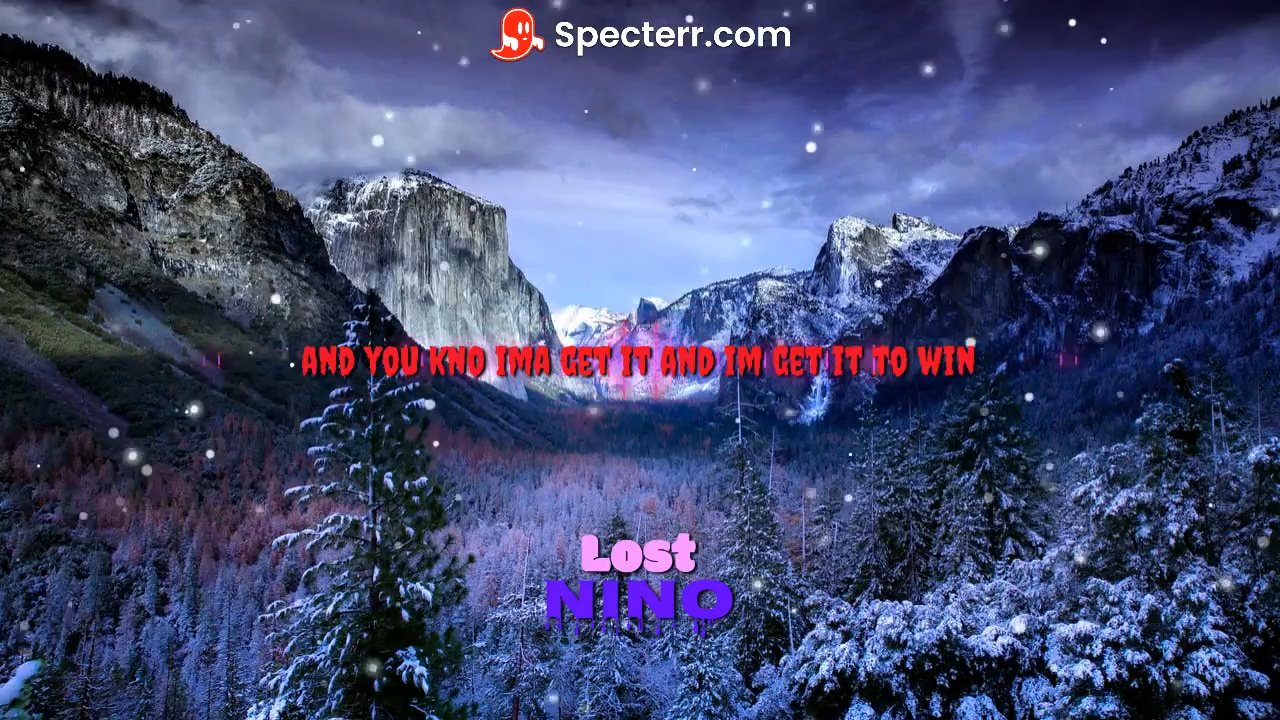 Specterr.com
AND YOU KNO IMA GET IT AND IM GET IT TO WIN
Lost
NINO